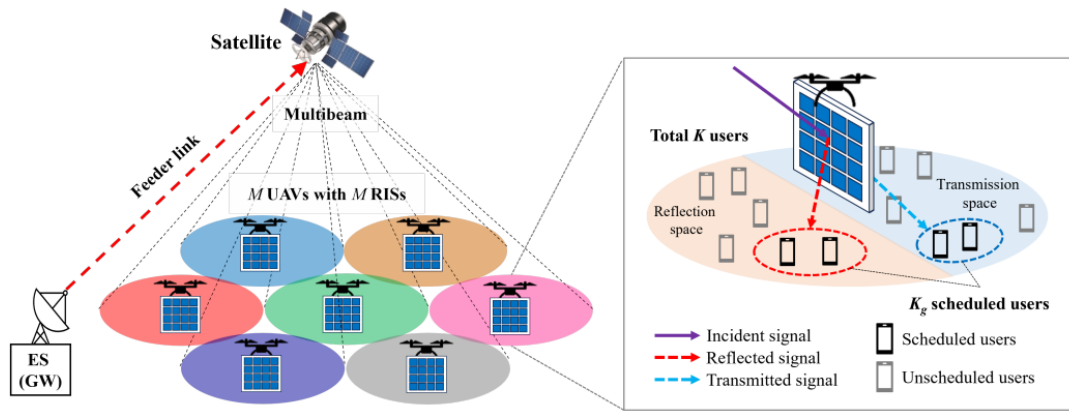 Satellite
Multibeam
Feeder link
M UAVs with M RISs
ES
(GW)
Total K users
Reflection
space
Transmission
space
K_g scheduled users
Incident signal
Reflected signal
Transmitted signal
Scheduled users
Unscheduled users